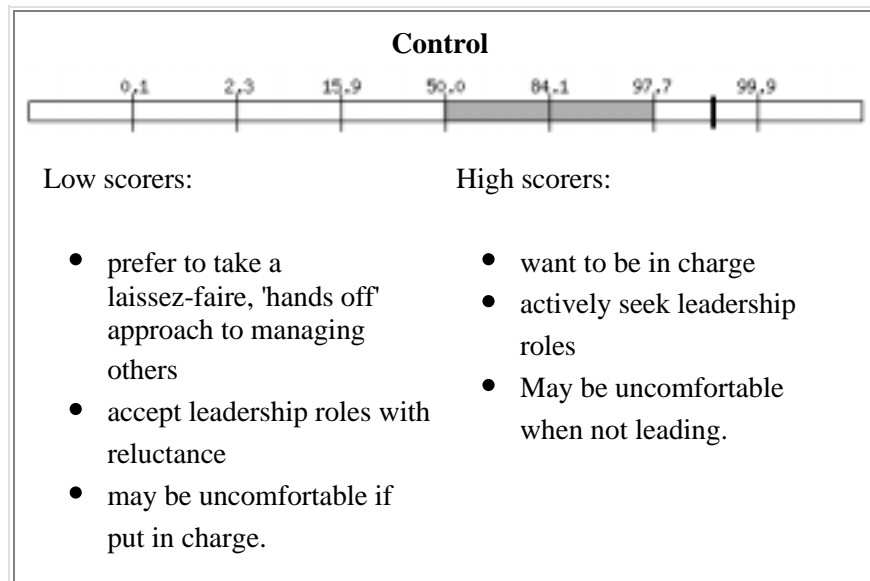 Control
0.1 2.3 15.9 50.0 84.1 97.7 99.9
Low scorers:
prefer to take a
laissez-faire, 'hands off'
approach to managing
others
accept leadership roles with
reluctance
may be uncomfortable if
put in charge.
High scorers:
want to be in charge
actively seek leadership
roles
May be uncomfortable
when not leading.